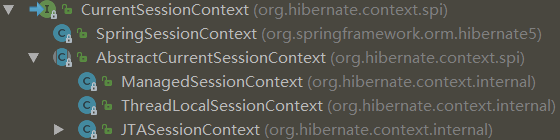 CurrentSessionContext (org.hibernate.context.spi)
SpringSessionContext (org.springframework.orm.hibernate5)
AbstractCurrentSessionContext (org.hibernate.context.spi)
ManagedSessionContext (org.hibernate.context.internal)
ThreadLocalSessionContext (org.hibernate.context.internal)
JTASessionContext (org.hibernate.context.internal)